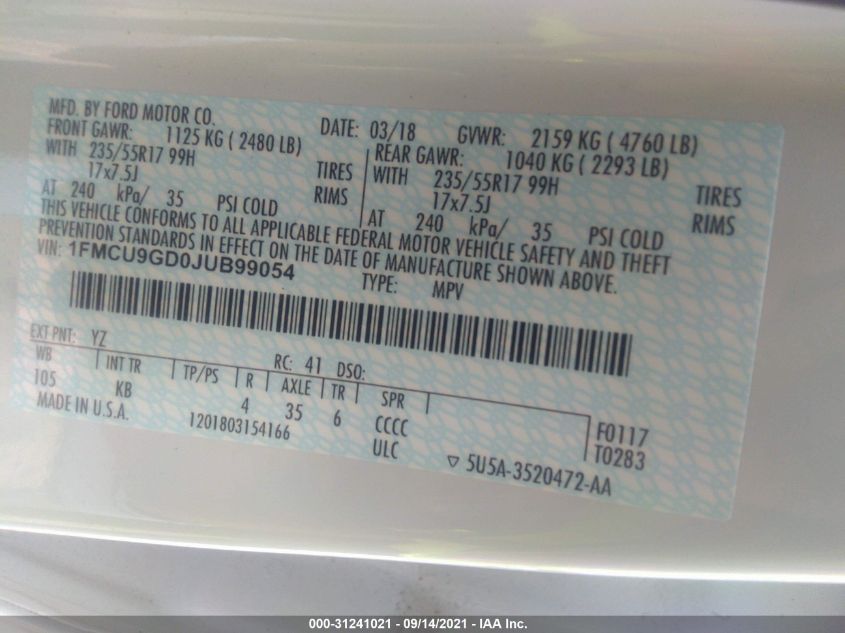 MFD. BY FORD MOTOR CO.
DATE: 03/18 GVWR: 2159 KG ( 4760 LB)
FRONT GAWR: 1125 KG ( 2480 LB) REAR GAWR: 1040 KG ( 2293 LB)
WITH 235/55R17 99H TIRES WITH 235/55R17 99H TIRES
17x7.5J RIMS 17x7.5J RIMS
AT 240 kPa/ 35 PSI COLD AT 240 kPa/ 35 PSI COLD
THIS VEHICLE CONFORMS TO ALL APPLICABLE FEDERAL MOTOR VEHICLE SAFETY AND THEFT
PREVENTION STANDARDS IN EFFECT ON THE DATE OF MANUFACTURE SHOWN ABOVE.
VIN: 1FMCU9GD0JUB99054 TYPE: MPV
EXT PNT: YZ RC: 41 DSO:
WB INT TR TP/PS R AXLE TR SPR
105 KB 4 35 6 CCCC F0117
MADE IN U.S.A. 1201803154166 ULC T0283
▽ 5U5A-3520472-AA
000-31241021 - 09/14/2021 - IAA Inc.